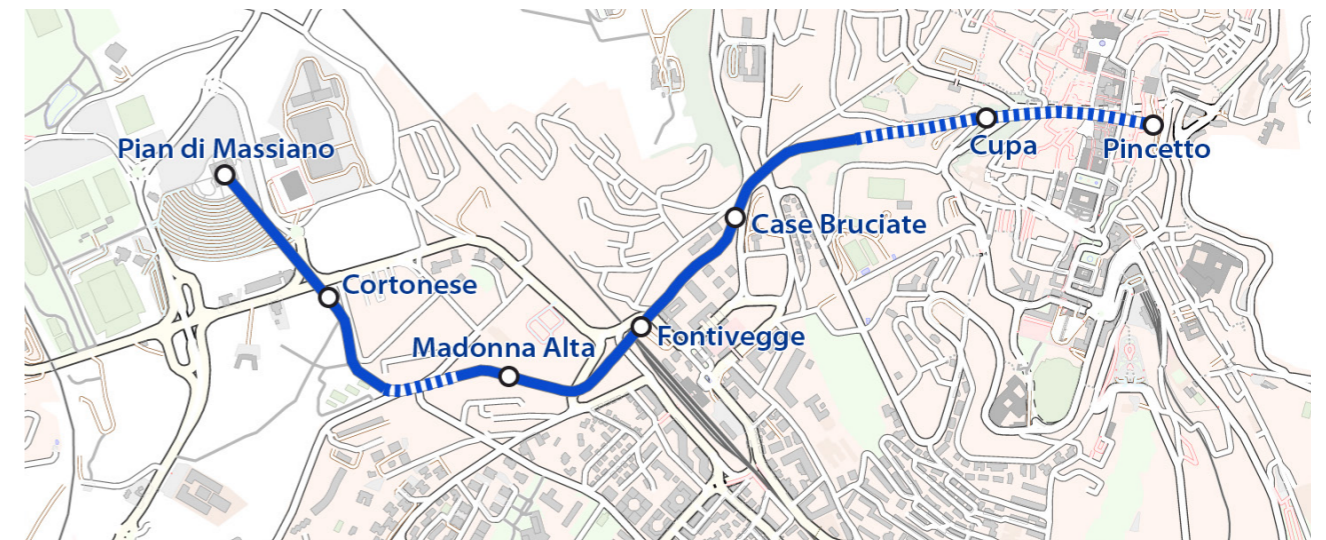 Pian di Massiano
Cortonese
Madonna Alta
Fontivegge
Case Bruciate
Cupa
Pincetto